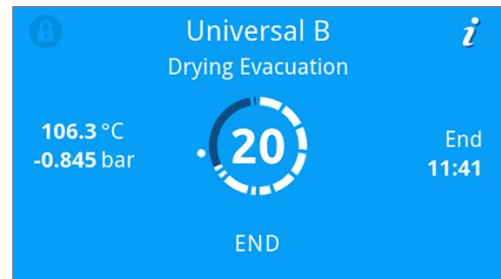 Universal B
i
Drying Evacuation
106.3 °C
-0.845 bar
20
End
11:41
END